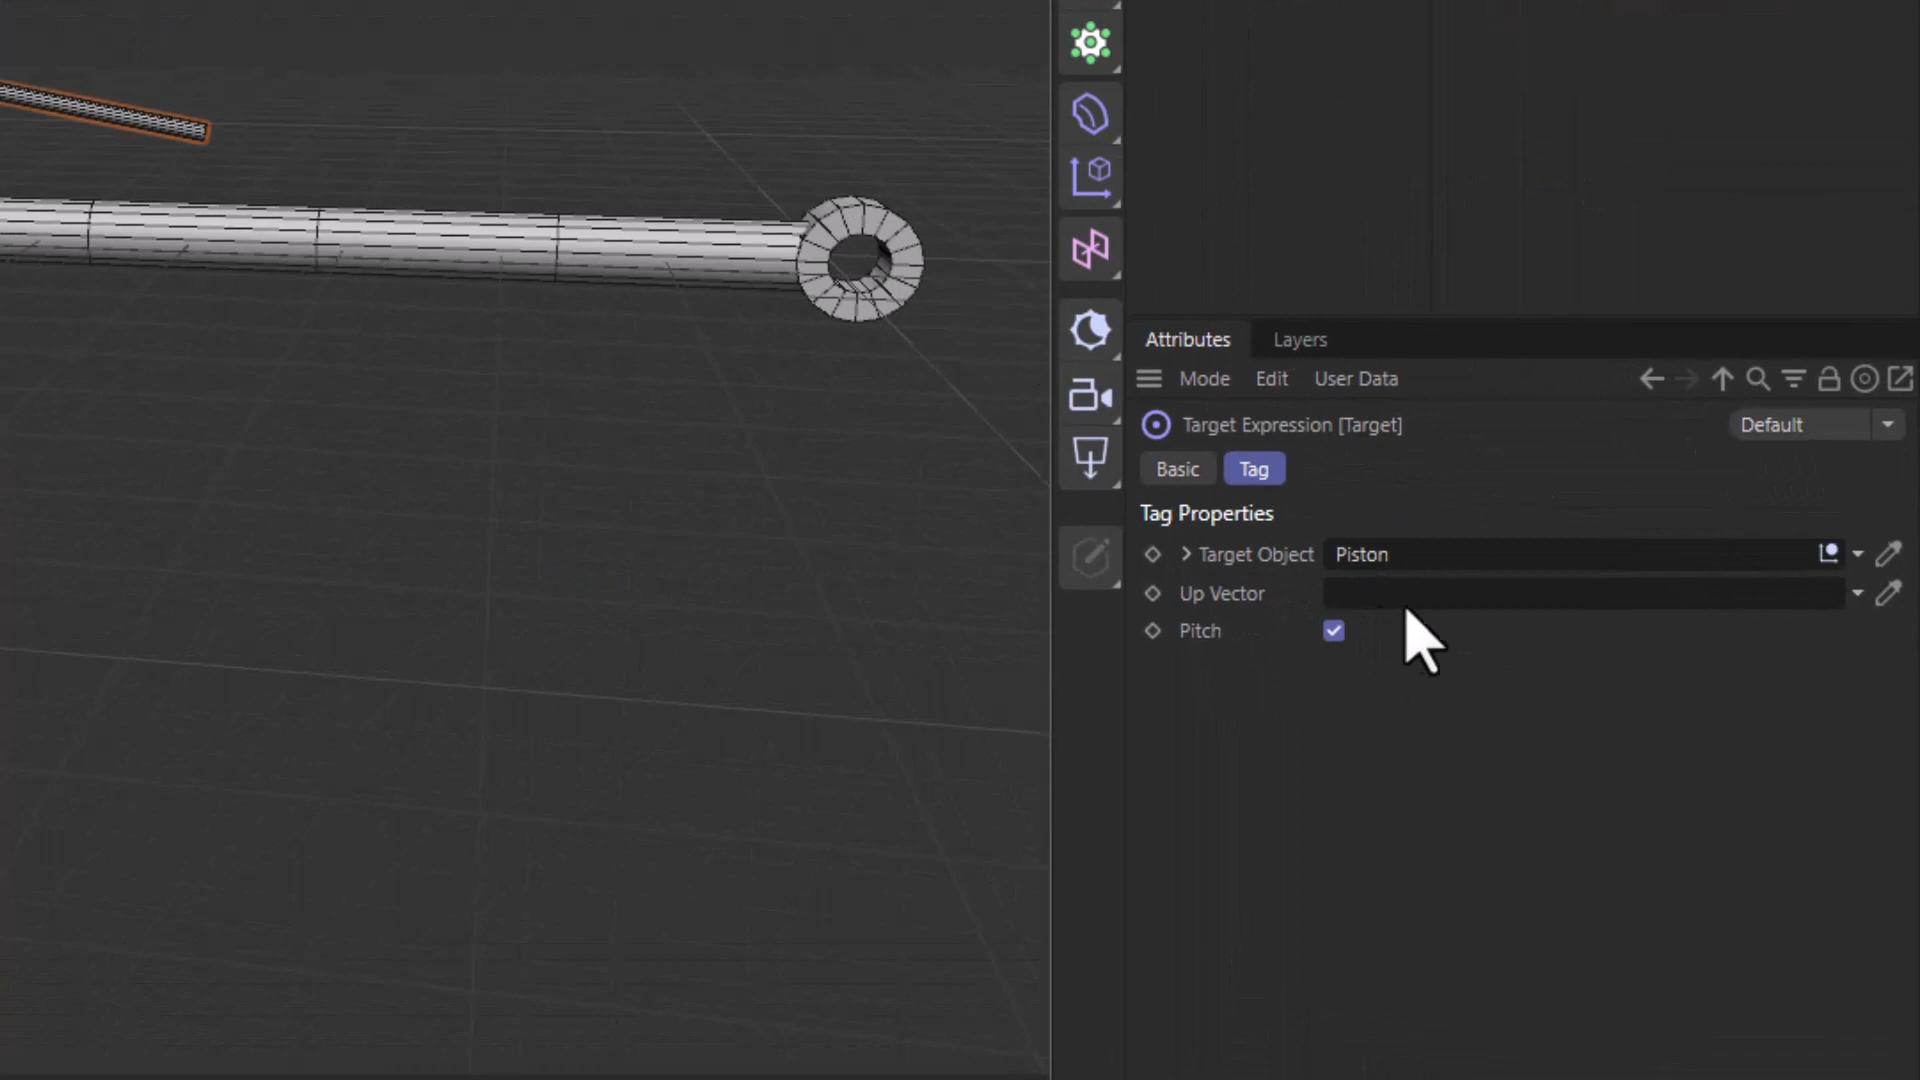 Attributes Layers
Mode Edit User Data
Target Expression [Target] Default
Basic Tag
Tag Properties
Target Object Piston
Up Vector
Pitch